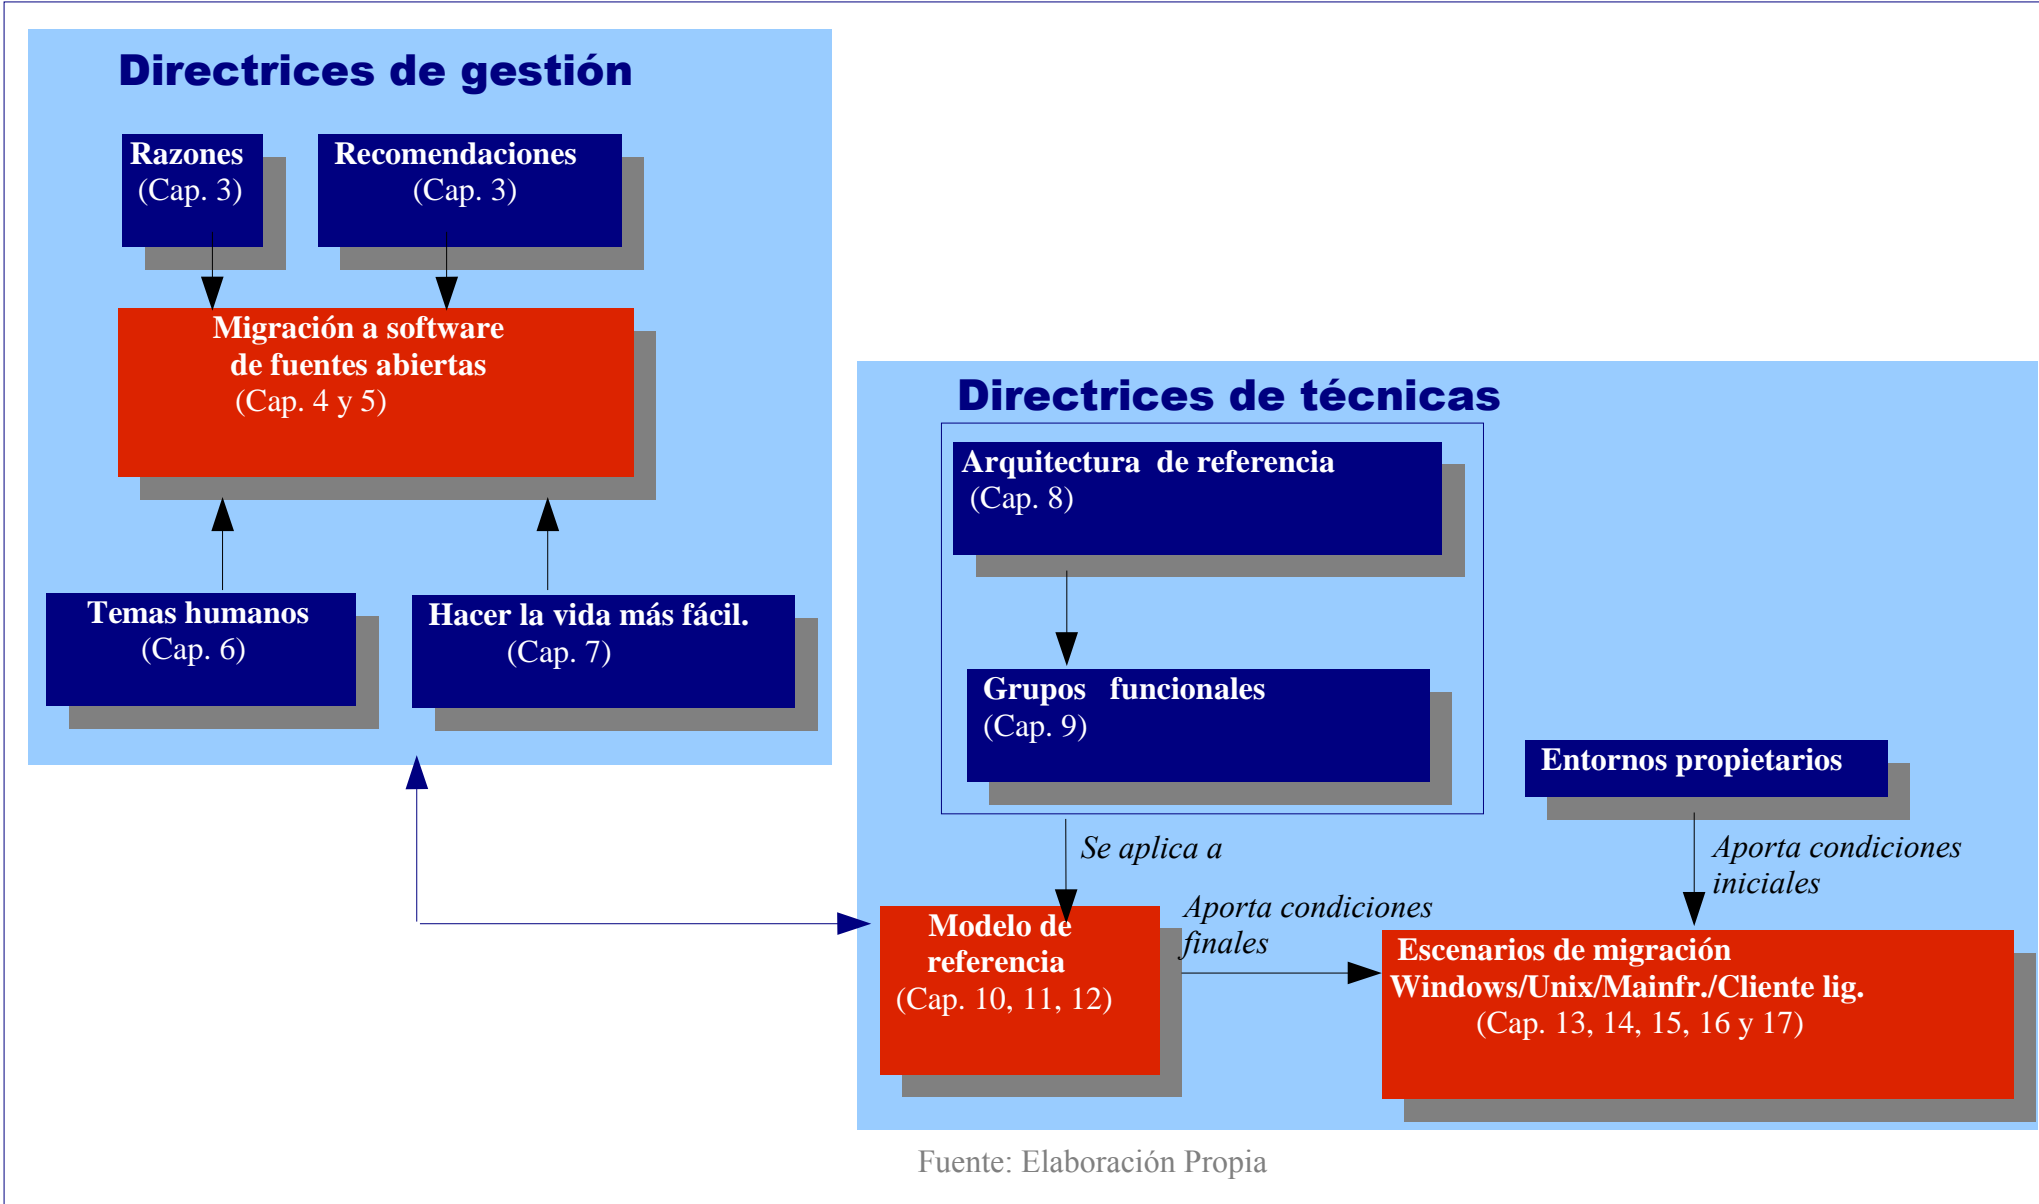 Directrices de gestión
Razones
(Cap. 3)
Recomendaciones
(Cap. 3)
Migración a software
de fuentes abiertas
(Cap. 4 y 5)
Temas humanos
(Cap. 6)
Hacer la vida más fácil.
(Cap. 7)
Directrices de técnicas
Arquitectura de referencia
(Cap. 8)
Grupos funcionales
(Cap. 9)
Entornos propietarios
Se aplica a
Aporta condiciones
iniciales
Modelo de
referencia
(Cap. 10, 11, 12)
Aporta condiciones
finales
Escenarios de migración
Windows/Unix/Mainfr./Cliente lig.
(Cap. 13, 14, 15, 16 y 17)
Fuente: Elaboración Propia